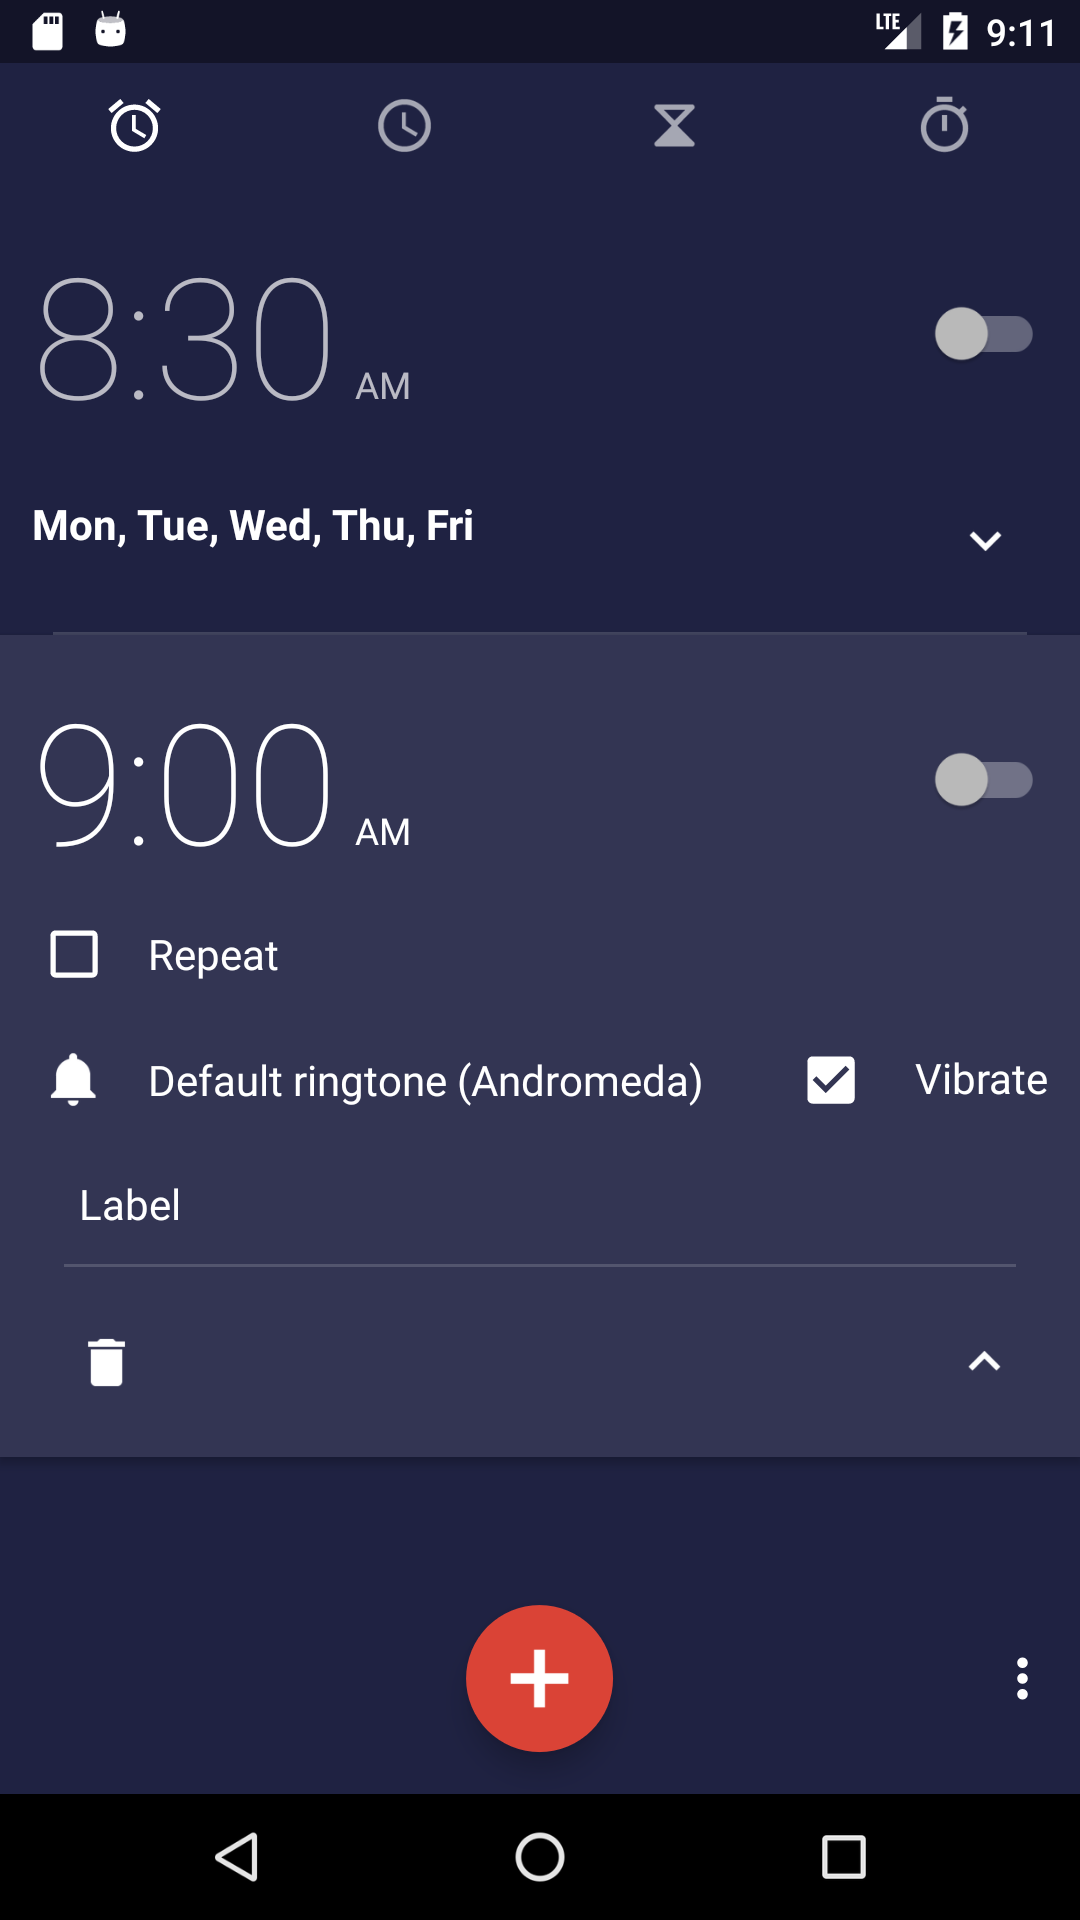 LTE 9:11
8:30 AM
Mon, Tue, Wed, Thu, Fri
9:00 AM
Repeat
Default ringtone (Andromeda) Vibrate
Label